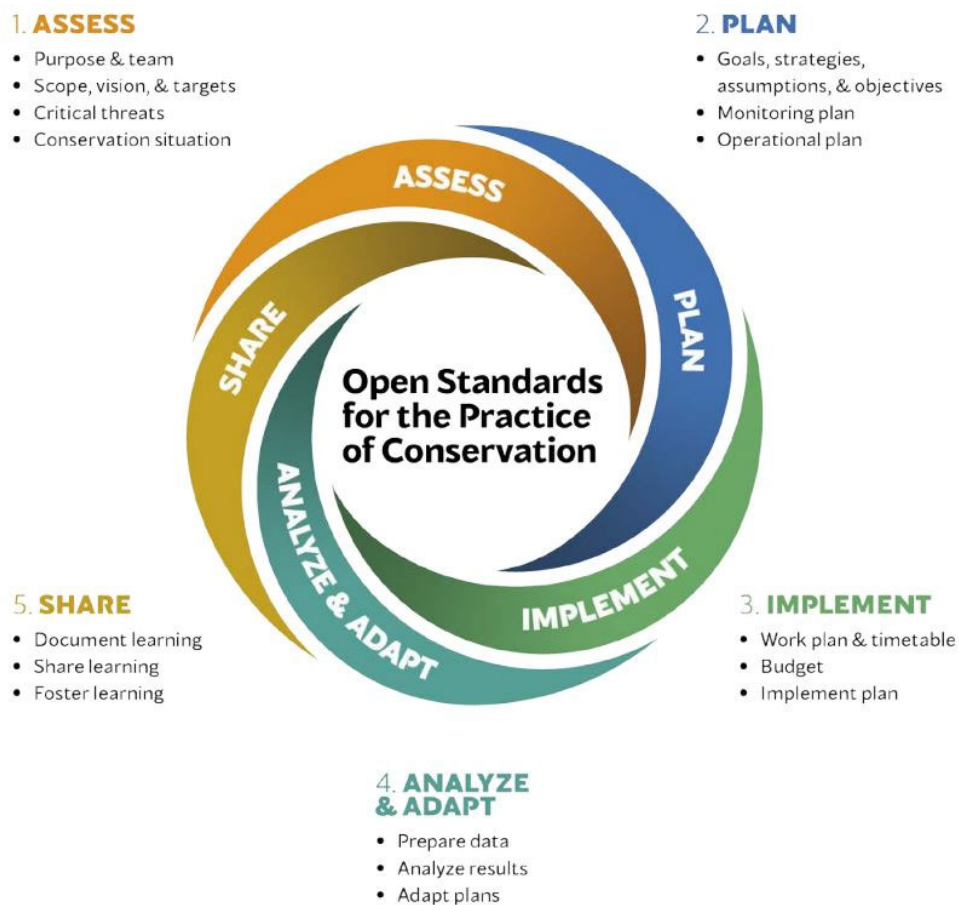 1. ASSESS
• Purpose & team
• Scope, vision, & targets
• Critical threats
• Conservation situation
2. PLAN
• Goals, strategies,
assumptions, & objectives
• Monitoring plan
• Operational plan
ASSESS
PLAN
SHARE
Open Standards
for the Practice
of Conservation
ANALYZE & ADAPT
IMPLEMENT
5. SHARE
• Document learning
• Share learning
• Foster learning
3. IMPLEMENT
• Work plan & timetable
• Budget
• Implement plan
4. ANALYZE
& ADAPT
• Prepare data
• Analyze results
• Adapt plans